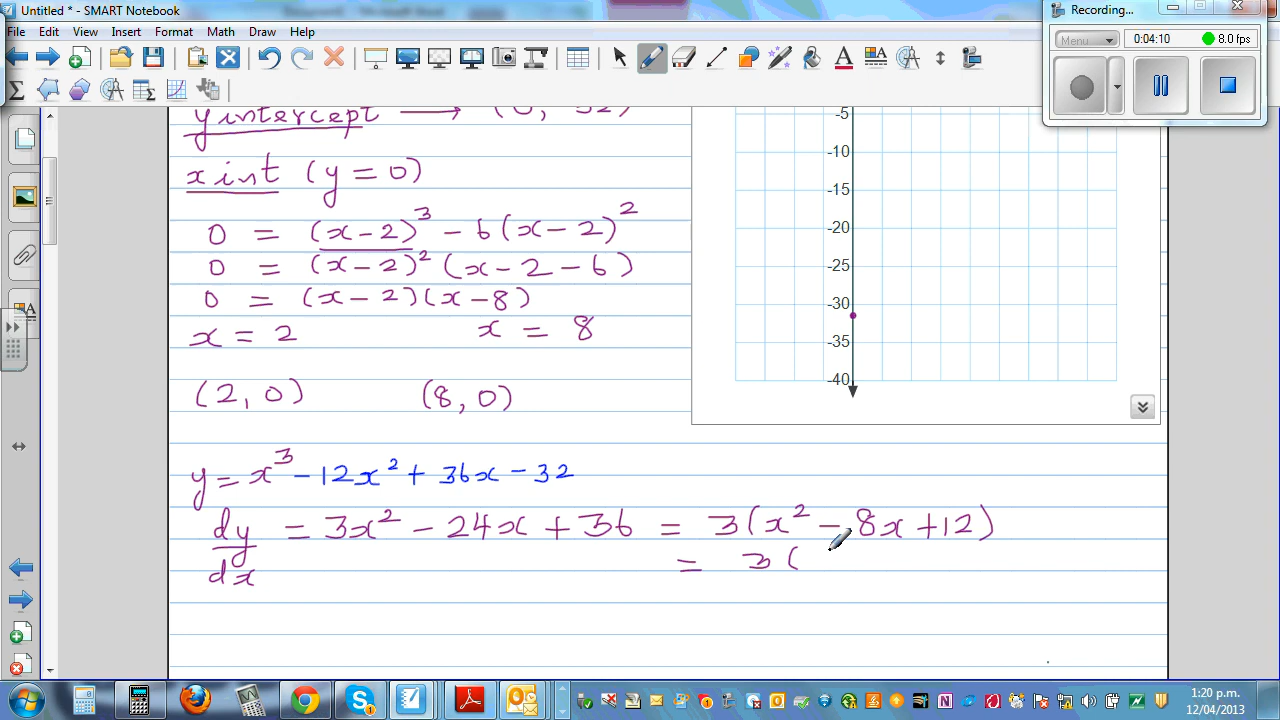 Untitled * - SMART Notebook
File Edit View Insert Format Math Draw Help
Recording...
Menu 0:04:10 8.0 fps
y intercept → (0, -32)
x int (y = 0)
0 = (x-2)³ - 6(x-2)²
0 = (x-2)² (x-2-6)
0 = (x-2)(x-8)
x = 2 x = 8
(2, 0) (8, 0)
-5
-10
-15
-20
-25
-30
-35
-40
y = x³ - 12x² + 36x - 32
dy/dx = 3x² - 24x + 36 = 3(x² - 8x + 12)
= 3(
1:20 p.m.
12/04/2013